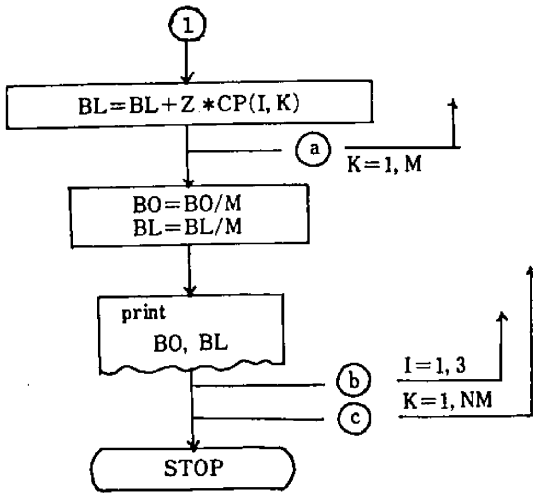 1
BL=BL+Z*CP(I, K)
a
K=1, M
BO=BO/M
BL=BL/M
print
BO, BL
b
I=1, 3
c
K=1, NM
STOP